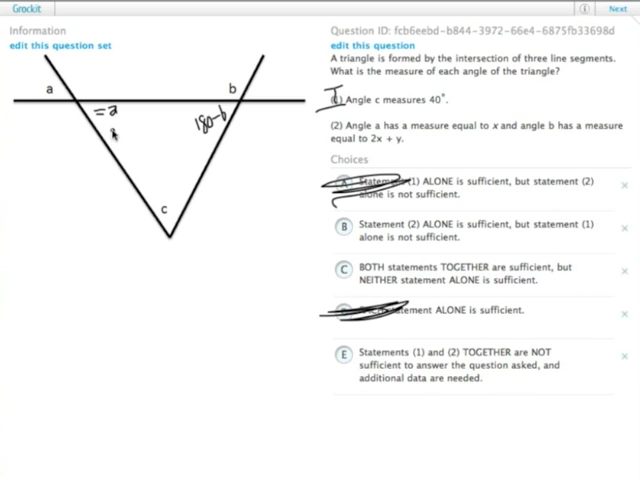 Grockit
Next
Information
edit this question set
Question ID: fcb6eebd-b844-3972-66e4-6875fb33698d
edit this question
A triangle is formed by the intersection of three line segments.
What is the measure of each angle of the triangle?
(1) Angle c measures 40°.
(2) Angle a has a measure equal to x and angle b has a measure
equal to 2x + y.
Choices
(1) ALONE is sufficient, but statement (2)
alone is not sufficient.
B Statement (2) ALONE is sufficient, but statement (1)
alone is not sufficient.
C BOTH statements TOGETHER are sufficient, but
NEITHER statement ALONE is sufficient.
ALONE is sufficient.
E Statements (1) and (2) TOGETHER are NOT
sufficient to answer the question asked, and
additional data are needed.
a
b
= a
180-b
c